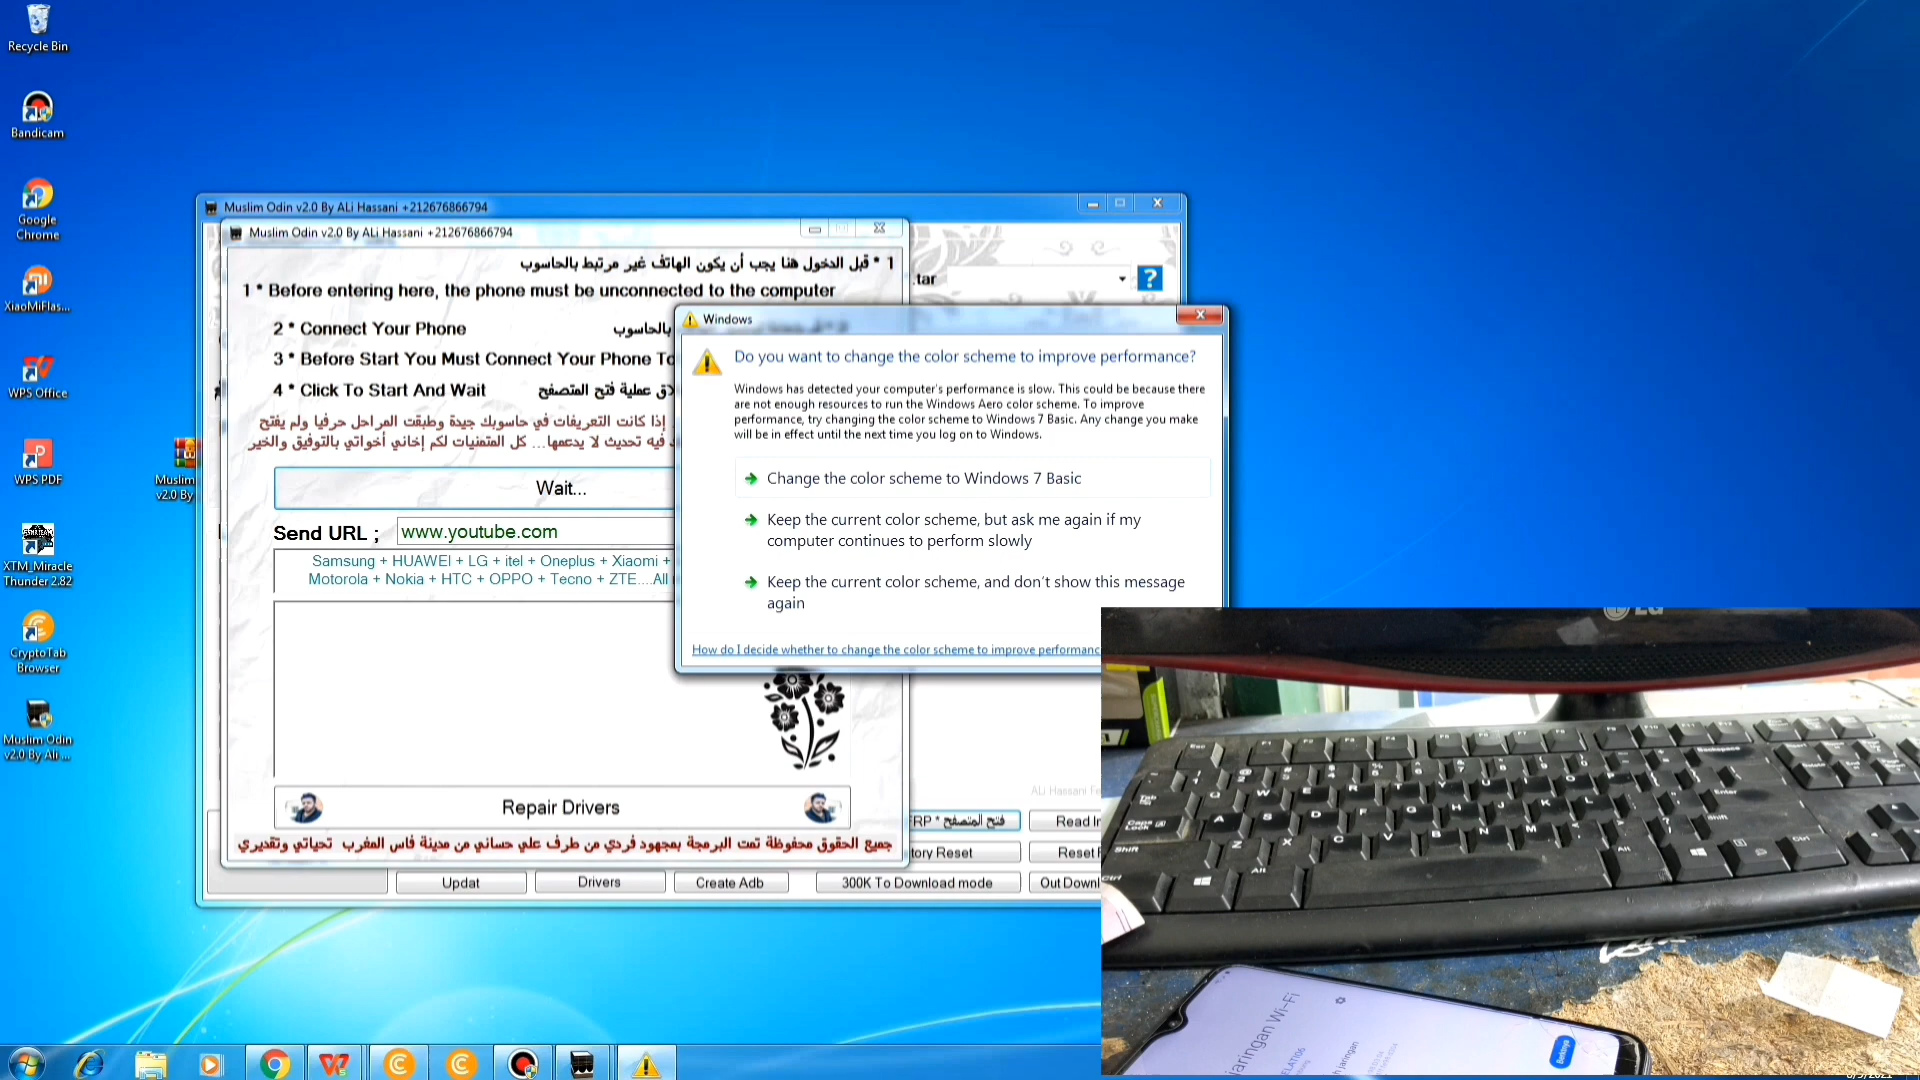 Recycle Bin
Bandicam
Google
Chrome
XiaoMiFlas...
WPS Office
WPS PDF
XTM_Miracle
Thunder 2.82
CryptoTab
Browser
Muslim Odin
v2.0 By Ali ...
Muslim
v2.0 By
Muslim Odin v2.0 By ALi Hassani +212676866794
Muslim Odin v2.0 By ALi Hassani +212676866794
.tar
?
1 * قبل الدخول هنا يجب أن يكون الهاتف غير مرتبط بالحاسوب
1 * Before entering here, the phone must be unconnected to the computer
2 * Connect Your Phone
بالحاسوب
3 * Before Start You Must Connect Your Phone To
4 * Click To Start And Wait
عملية فتح المتصفح
إذا كانت التعريفات في حاسوبك جيدة وطبقت المراحل حرفيا ولم يفتح
فيه تحديث لا يدعمها... كل المتمنيات لكم إخاني أخواتي بالتوفيق والخير
Wait...
Send URL ;
www.youtube.com
Samsung + HUAWEI + LG + itel + Oneplus + Xiaomi +
Motorola + Nokia + HTC + OPPO + Tecno + ZTE....All
Repair Drivers
جميع الحقوق محفوظة تمت البرمجة بمجهود فردي من طرف علي حساني من مدينة فاس المغرب تحياتي وتقديري
Windows
Do you want to change the color scheme to improve performance?
Windows has detected your computer's performance is slow. This could be because there
are not enough resources to run the Windows Aero color scheme. To improve
performance, try changing the color scheme to Windows 7 Basic. Any change you make
will be in effect until the next time you log on to Windows.
Change the color scheme to Windows 7 Basic
Keep the current color scheme, but ask me again if my
computer continues to perform slowly
Keep the current color scheme, and don't show this message
again
How do I decide whether to change the color scheme to improve performanc
ALi Hassani Fe
FRP * فتح المتصفح
Read In
tory Reset
Reset F
Updat
Drivers
Create Adb
300K To Download mode
Out Downl
LG
jaringan Wi-Fi
Berikutnya